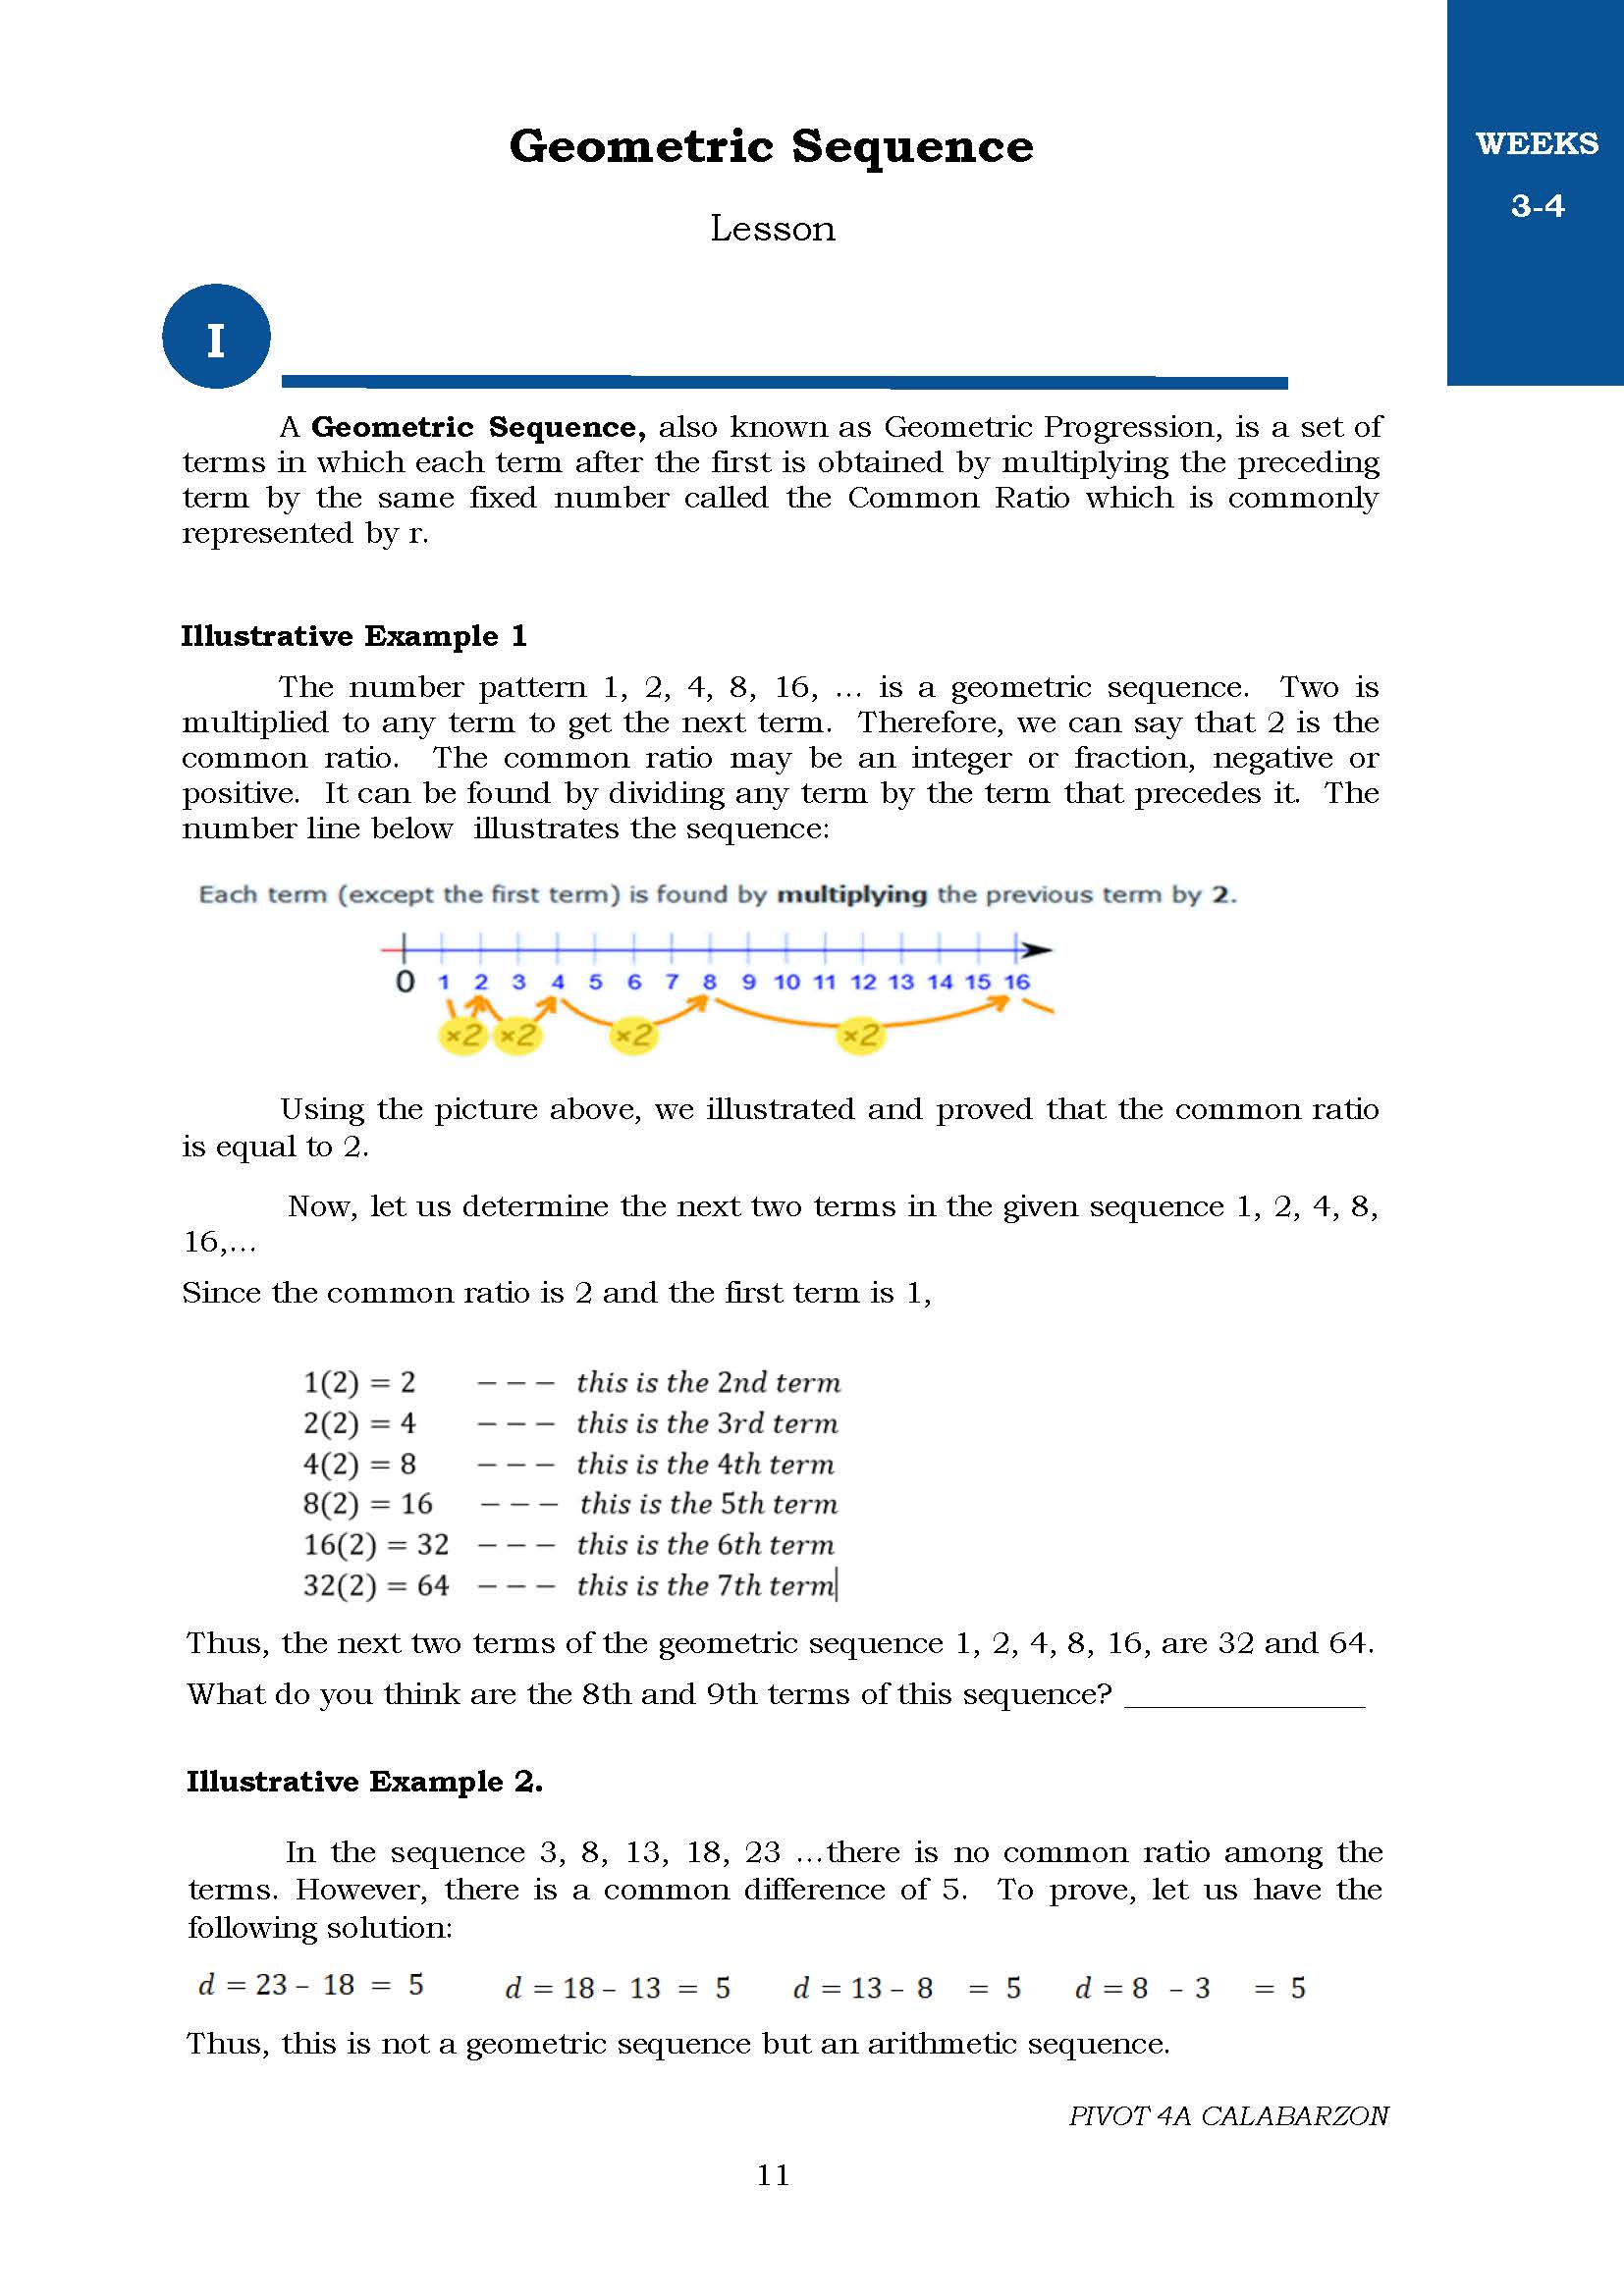 Geometric Sequence
WEEKS
3-4
Lesson
I
A Geometric Sequence, also known as Geometric Progression, is a set of
terms in which each term after the first is obtained by multiplying the preceding
term by the same fixed number called the Common Ratio which is commonly
represented by r.
Illustrative Example 1
The number pattern 1, 2, 4, 8, 16, ... is a geometric sequence. Two is
multiplied to any term to get the next term. Therefore, we can say that 2 is the
common ratio. The common ratio may be an integer or fraction, negative or
positive. It can be found by dividing any term by the term that precedes it. The
number line below illustrates the sequence:
Each term (except the first term) is found by multiplying the previous term by 2.
0 1 2 3 4 5 6 7 8 9 10 11 12 13 14 15 16
×2 ×2 ×2 ×2
Using the picture above, we illustrated and proved that the common ratio
is equal to 2.
Now, let us determine the next two terms in the given sequence 1, 2, 4, 8,
16,...
Since the common ratio is 2 and the first term is 1,
1(2) = 2 − − − this is the 2nd term
2(2) = 4 − − − this is the 3rd term
4(2) = 8 − − − this is the 4th term
8(2) = 16 − − − this is the 5th term
16(2) = 32 − − − this is the 6th term
32(2) = 64 − − − this is the 7th term
Thus, the next two terms of the geometric sequence 1, 2, 4, 8, 16, are 32 and 64.
What do you think are the 8th and 9th terms of this sequence? _______________
Illustrative Example 2.
In the sequence 3, 8, 13, 18, 23 ...there is no common ratio among the
terms. However, there is a common difference of 5. To prove, let us have the
following solution:
d = 23 – 18 = 5 d = 18 – 13 = 5 d = 13 – 8 = 5 d = 8 – 3 = 5
Thus, this is not a geometric sequence but an arithmetic sequence.
PIVOT 4A CALABARZON
11